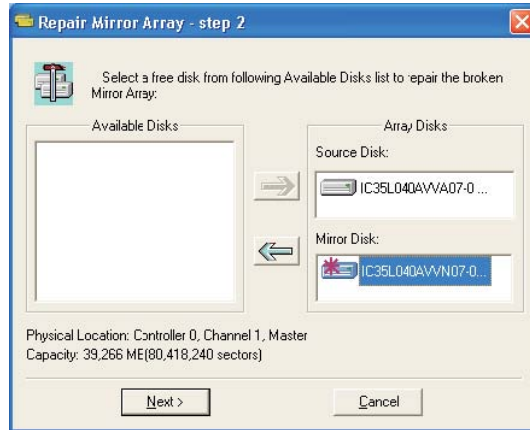 Repair Mirror Array - step 2
Select a free disk from following Available Disks list to repair the broken
Mirror Array:
Available Disks
Array Disks
Source Disk:
IC35L040AVVA07-0 ...
Mirror Disk:
IC35L040AVVN07-0...
Physical Location: Controller 0, Channel 1, Master
Capacity: 39,266 ME(80,418,240 sectors)
Next >
Cancel